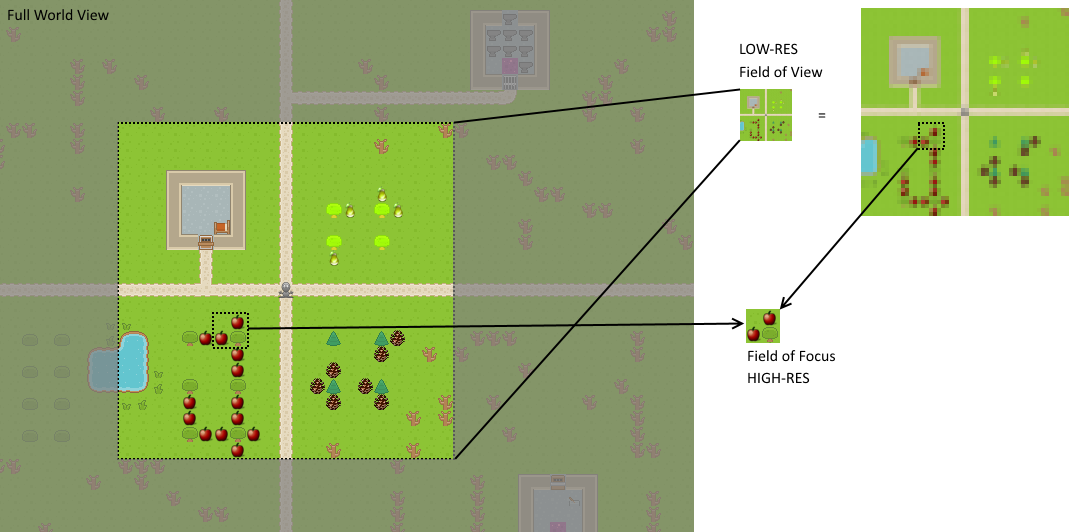 Full World View
LOW-RES
Field of View
=
Field of Focus
HIGH-RES